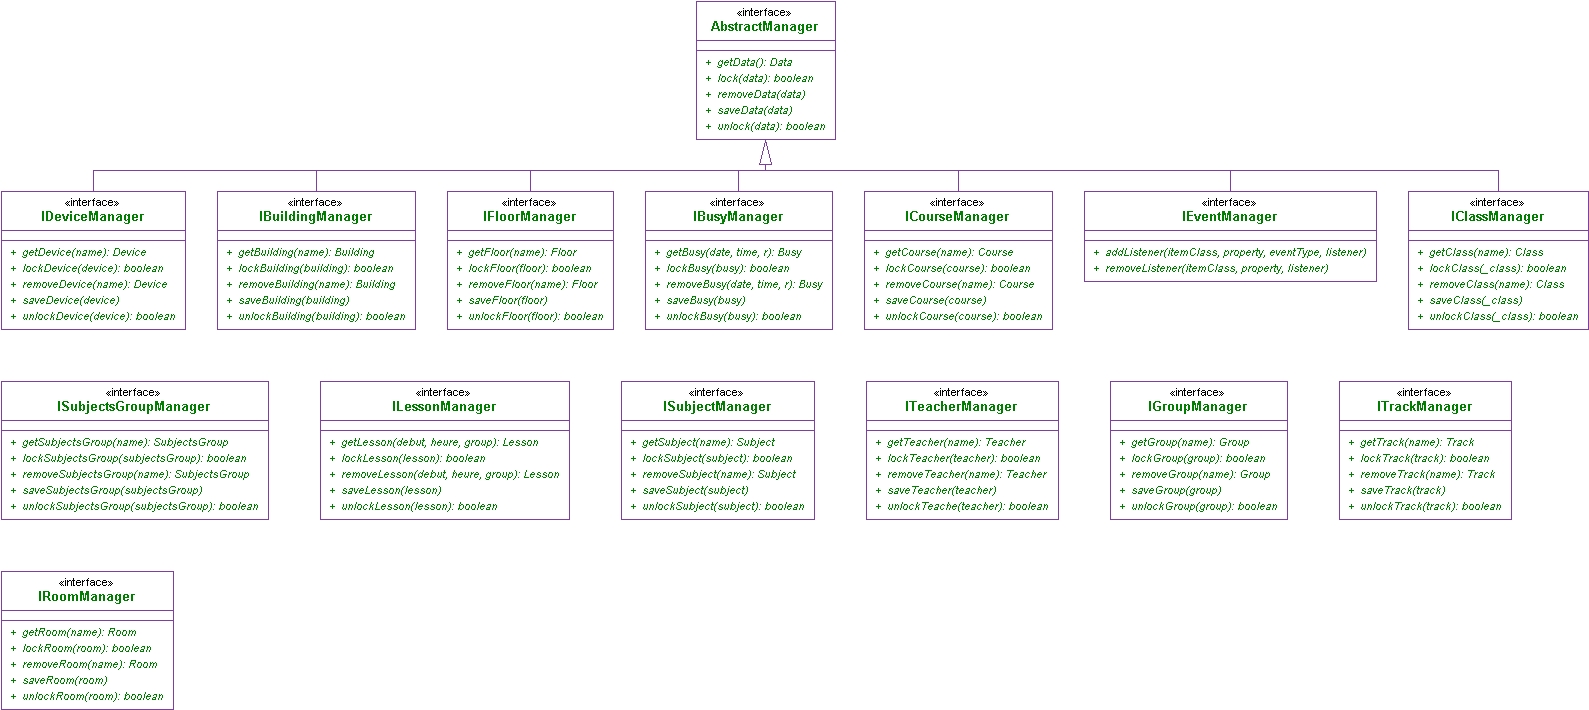 «interface»
AbstractManager
+ getData(): Data
+ lock(data): boolean
+ removeData(data)
+ saveData(data)
+ unlock(data): boolean
«interface»
IDeviceManager
+ getDevice(name): Device
+ lockDevice(device): boolean
+ removeDevice(name): Device
+ saveDevice(device)
+ unlockDevice(device): boolean
«interface»
IBuildingManager
+ getBuilding(name): Building
+ lockBuilding(building): boolean
+ removeBuilding(name): Building
+ saveBuilding(building)
+ unlockBuilding(building): boolean
«interface»
IFloorManager
+ getFloor(name): Floor
+ lockFloor(floor): boolean
+ removeFloor(name): Floor
+ saveFloor(floor)
+ unlockFloor(floor): boolean
«interface»
IBusyManager
+ getBusy(date, time, r): Busy
+ lockBusy(busy): boolean
+ removeBusy(date, time, r): Busy
+ saveBusy(busy)
+ unlockBusy(busy): boolean
«interface»
ICourseManager
+ getCourse(name): Course
+ lockCourse(course): boolean
+ removeCourse(name): Course
+ saveCourse(course)
+ unlockCourse(course): boolean
«interface»
IEventManager
+ addListener(itemClass, property, eventType, listener)
+ removeListener(itemClass, property, listener)
«interface»
IClassManager
+ getClass(name): Class
+ lockClass(_class): boolean
+ removeClass(name): Class
+ saveClass(_class)
+ unlockClass(_class): boolean
«interface»
ISubjectsGroupManager
+ getSubjectsGroup(name): SubjectsGroup
+ lockSubjectsGroup(subjectsGroup): boolean
+ removeSubjectsGroup(name): SubjectsGroup
+ saveSubjectsGroup(subjectsGroup)
+ unlockSubjectsGroup(subjectsGroup): boolean
«interface»
ILessonManager
+ getLesson(debut, heure, group): Lesson
+ lockLesson(lesson): boolean
+ removeLesson(debut, heure, group): Lesson
+ saveLesson(lesson)
+ unlockLesson(lesson): boolean
«interface»
ISubjectManager
+ getSubject(name): Subject
+ lockSubject(subject): boolean
+ removeSubject(name): Subject
+ saveSubject(subject)
+ unlockSubject(subject): boolean
«interface»
ITeacherManager
+ getTeacher(name): Teacher
+ lockTeacher(teacher): boolean
+ removeTeacher(name): Teacher
+ saveTeacher(teacher)
+ unlockTeache(teacher): boolean
«interface»
IGroupManager
+ getGroup(name): Group
+ lockGroup(group): boolean
+ removeGroup(name): Group
+ saveGroup(group)
+ unlockGroup(group): boolean
«interface»
ITrackManager
+ getTrack(name): Track
+ lockTrack(track): boolean
+ removeTrack(name): Track
+ saveTrack(track)
+ unlockTrack(track): boolean
«interface»
IRoomManager
+ getRoom(name): Room
+ lockRoom(room): boolean
+ removeRoom(name): Room
+ saveRoom(room)
+ unlockRoom(room): boolean